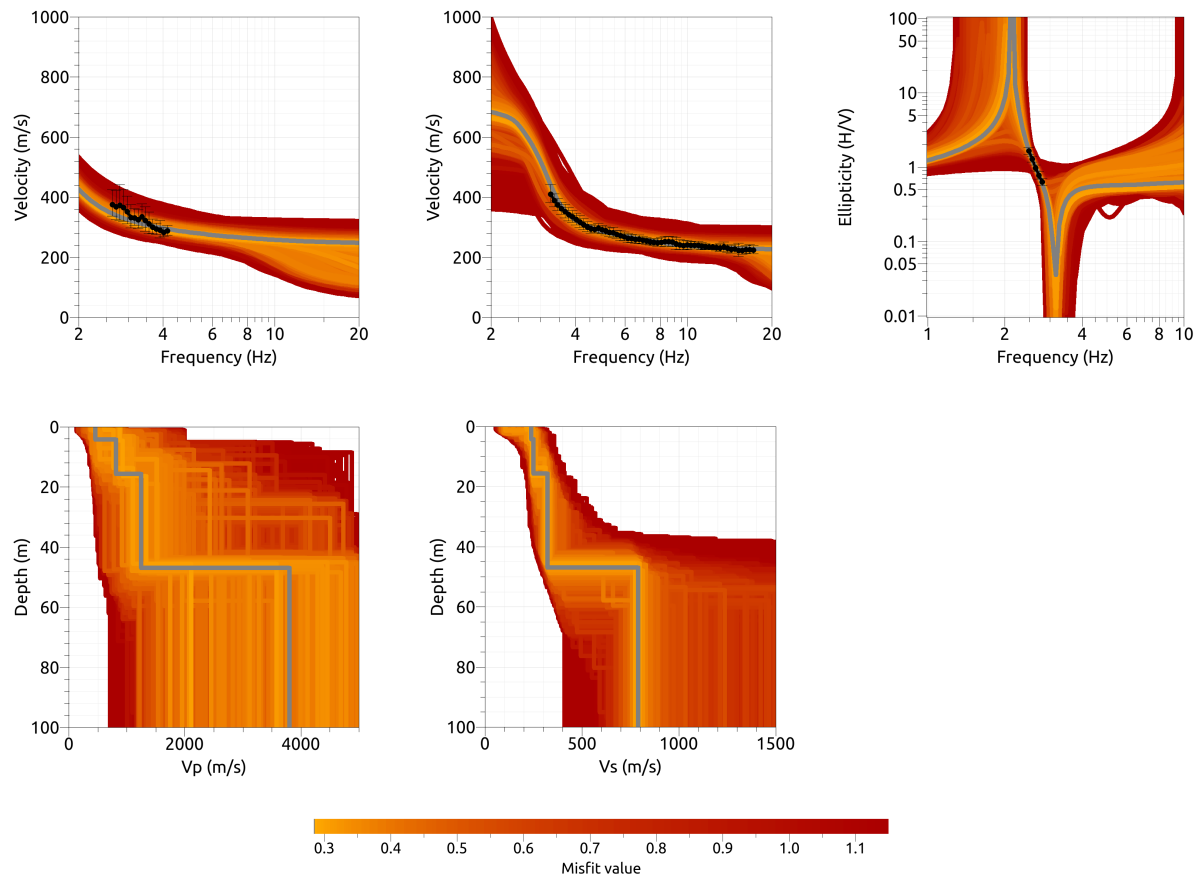 1000
800
600
400
200
0
Velocity (m/s)
2 4 6 8 10 20
Frequency (Hz)
1000
800
600
400
200
0
Velocity (m/s)
2 4 6 8 10 20
Frequency (Hz)
100
50
10
5
1
0.5
0.1
0.05
0.01
Ellipticity (H/V)
1 2 4 6 8 10
Frequency (Hz)
0
20
40
60
80
100
Depth (m)
0 2000 4000
Vp (m/s)
0
20
40
60
80
100
Depth (m)
0 500 1000 1500
Vs (m/s)
0.3 0.4 0.5 0.6 0.7 0.8 0.9 1.0 1.1
Misfit value